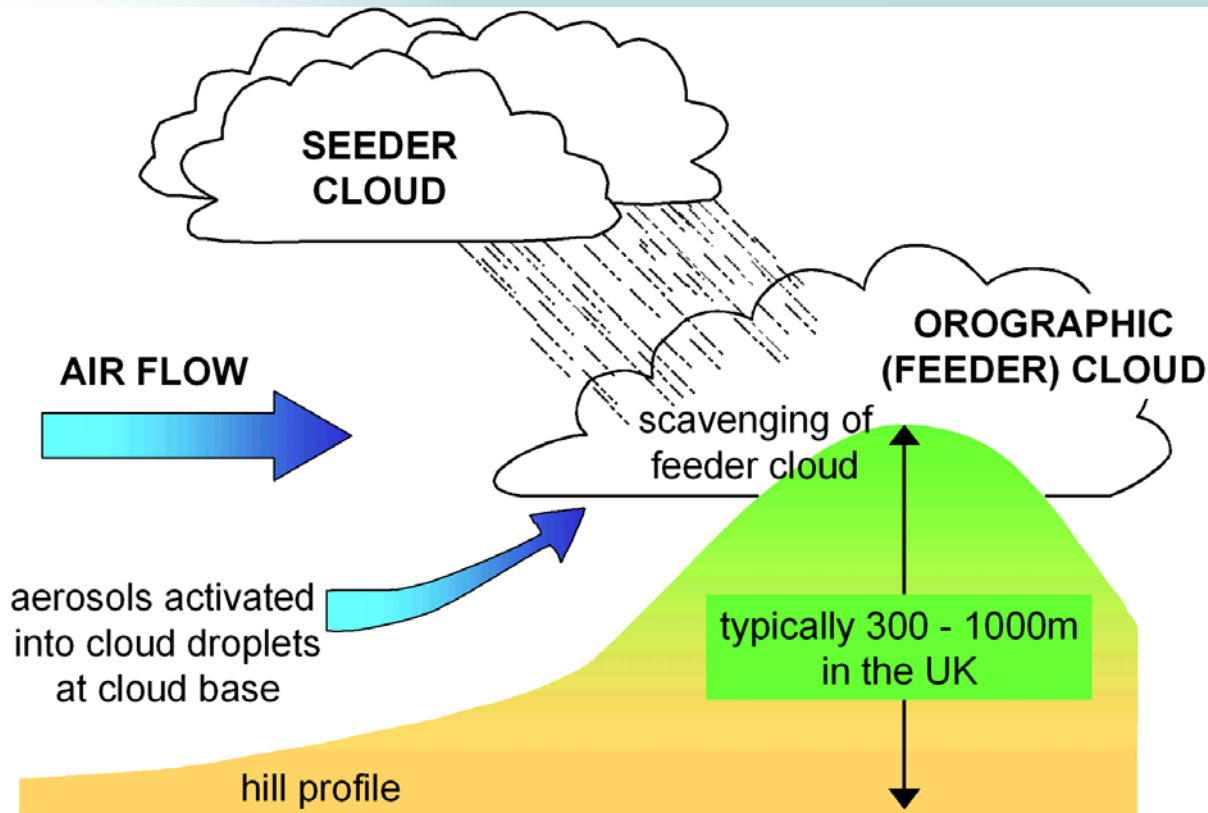 SEEDER
CLOUD
OROGRAPHIC
(FEEDER) CLOUD
AIR FLOW
scavenging of
feeder cloud
aerosols activated
into cloud droplets
at cloud base
typically 300 - 1000m
in the UK
hill profile